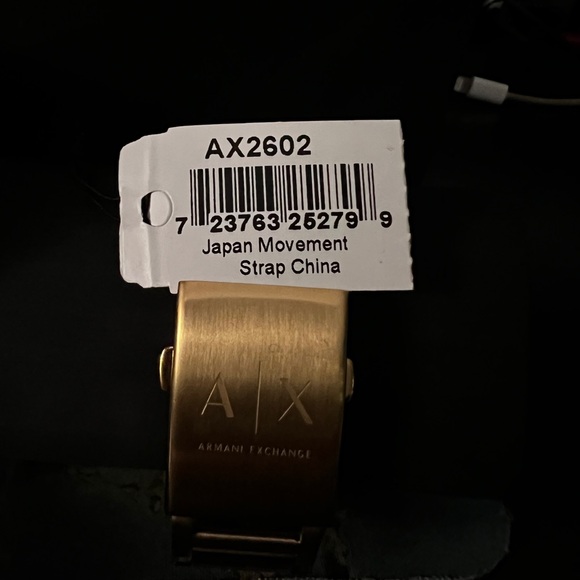 AX2602
7 23763 25279 9
Japan Movement
Strap China
A|X
ARMANI EXCHANGE